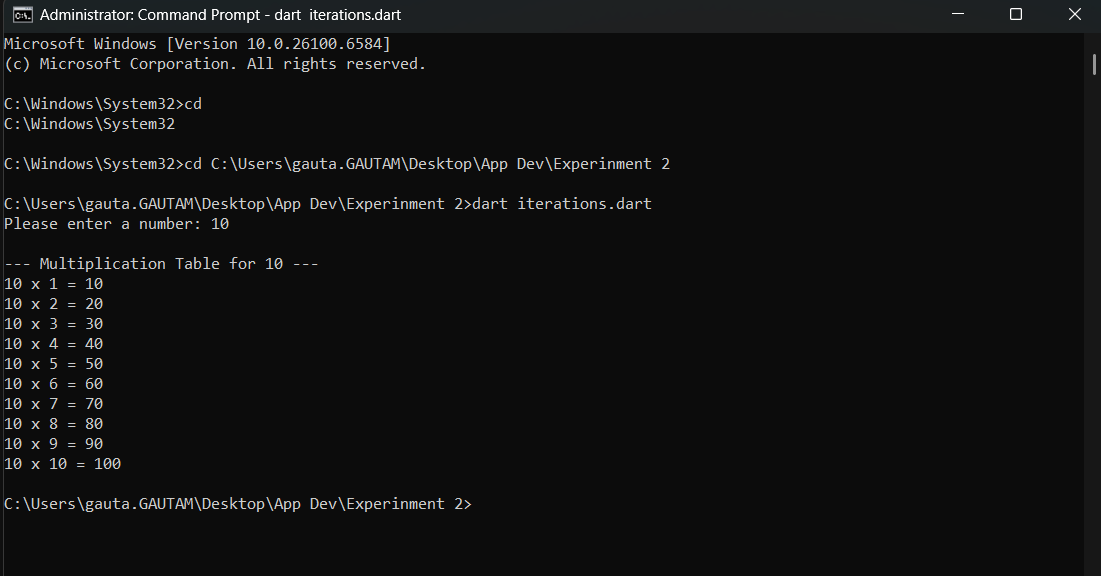 Administrator: Command Prompt - dart  iterations.dart
Microsoft Windows [Version 10.0.26100.6584]
(c) Microsoft Corporation. All rights reserved.
C:\Windows\System32>cd
C:\Windows\System32
C:\Windows\System32>cd C:\Users\gauta.GAUTAM\Desktop\App Dev\Experinment 2
C:\Users\gauta.GAUTAM\Desktop\App Dev\Experinment 2>dart iterations.dart
Please enter a number: 10
--- Multiplication Table for 10 ---
10 x 1 = 10
10 x 2 = 20
10 x 3 = 30
10 x 4 = 40
10 x 5 = 50
10 x 6 = 60
10 x 7 = 70
10 x 8 = 80
10 x 9 = 90
10 x 10 = 100
C:\Users\gauta.GAUTAM\Desktop\App Dev\Experinment 2>